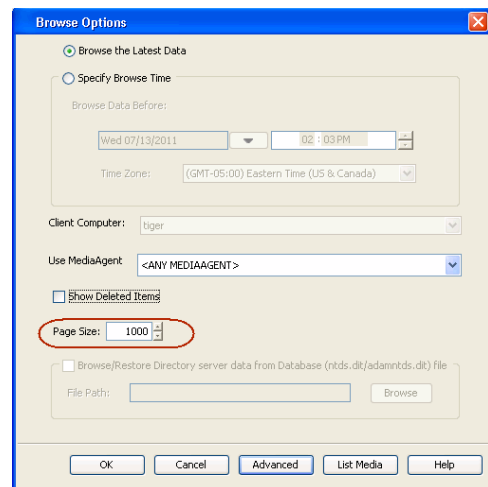 Browse Options
Browse the Latest Data
Specify Browse Time
Browse Data Before:
Wed 07/13/2011 02 : 03 PM
Time Zone: (GMT-05:00) Eastern Time (US & Canada)
Client Computer: tiger
Use MediaAgent <ANY MEDIAAGENT>
Show Deleted Items
Page Size: 1000
Browse/Restore Directory server data from Database (ntds.dit/adamntds.dit) file
File Path: Browse
OK Cancel Advanced List Media Help